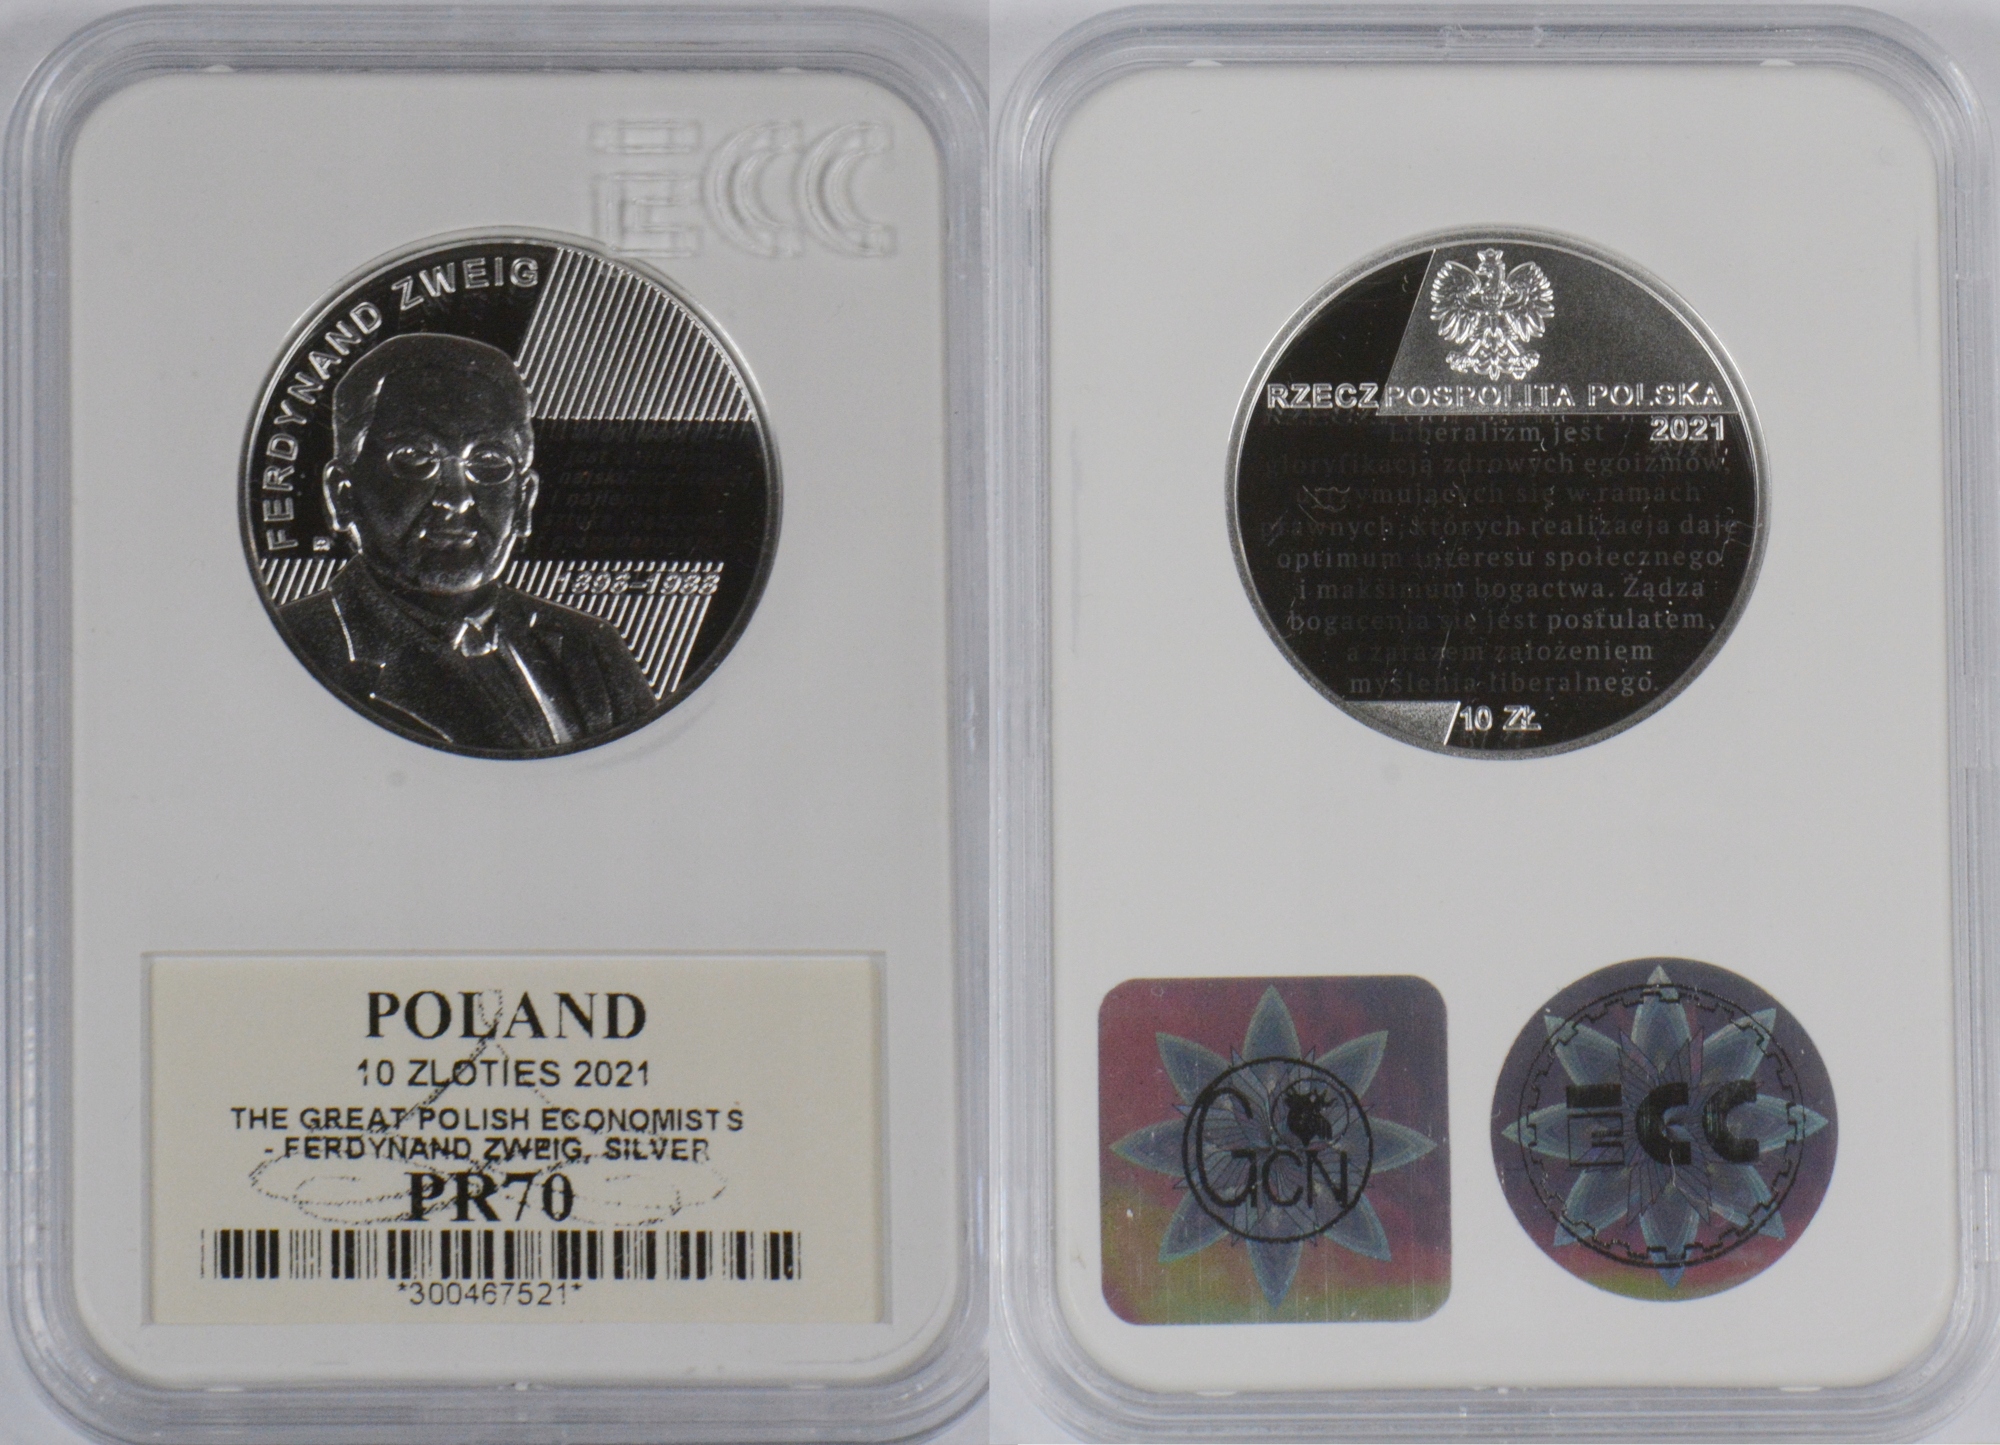 ECC
FERDYNAND ZWEIG
1896–1988
POLAND
10 ZLOTIES 2021
THE GREAT POLISH ECONOMISTS
- FERDYNAND ZWEIG, SILVER
PR70
*300467521*
RZECZPOSPOLITA POLSKA
2021
Liberalizm jest
gloryfikacją zdrowych egoizmów,
utrzymujących się w ramach
prawnych, których realizacja daje
optimum interesu społecznego
i maksimum bogactwa. Żądza
bogacenia się jest postulatem,
a zarazem założeniem
myślenia liberalnego.
10 ZŁ
GCN
ECC